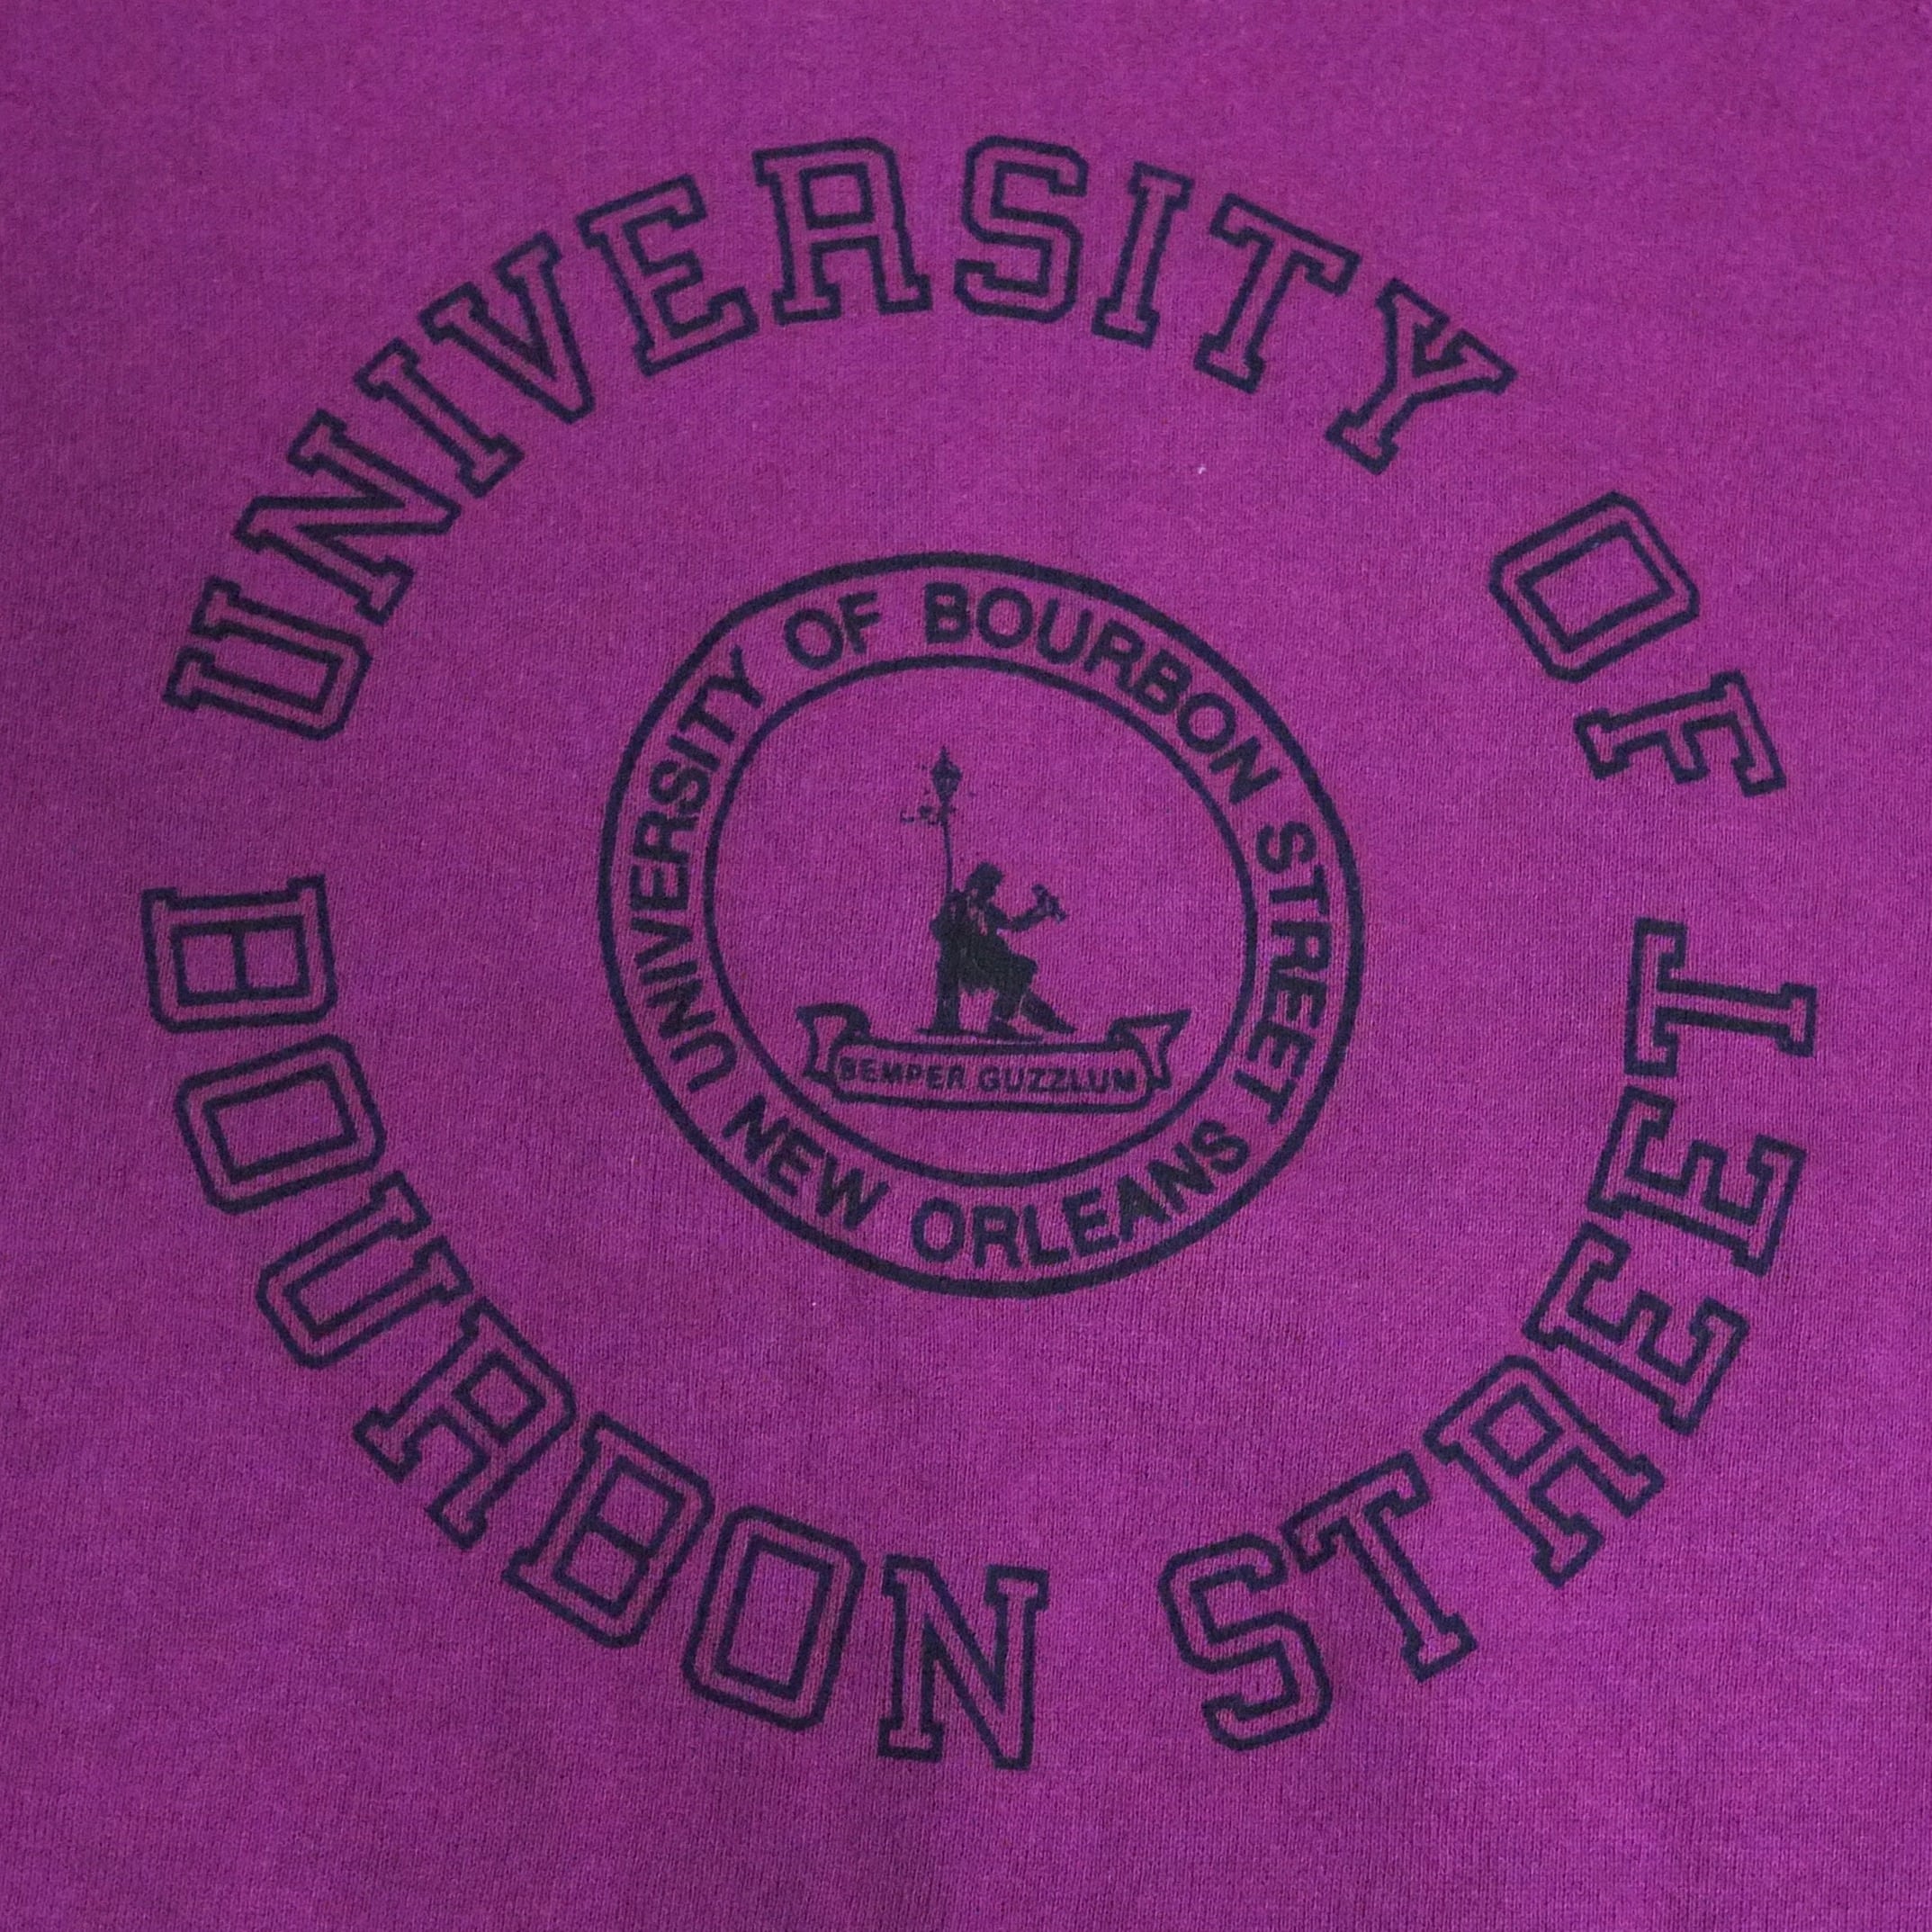 UNIVERSITY OF
BOURBON STREET
UNIVERSITY OF BOURBON STREET
NEW ORLEANS
SEMPER GUZZLUM